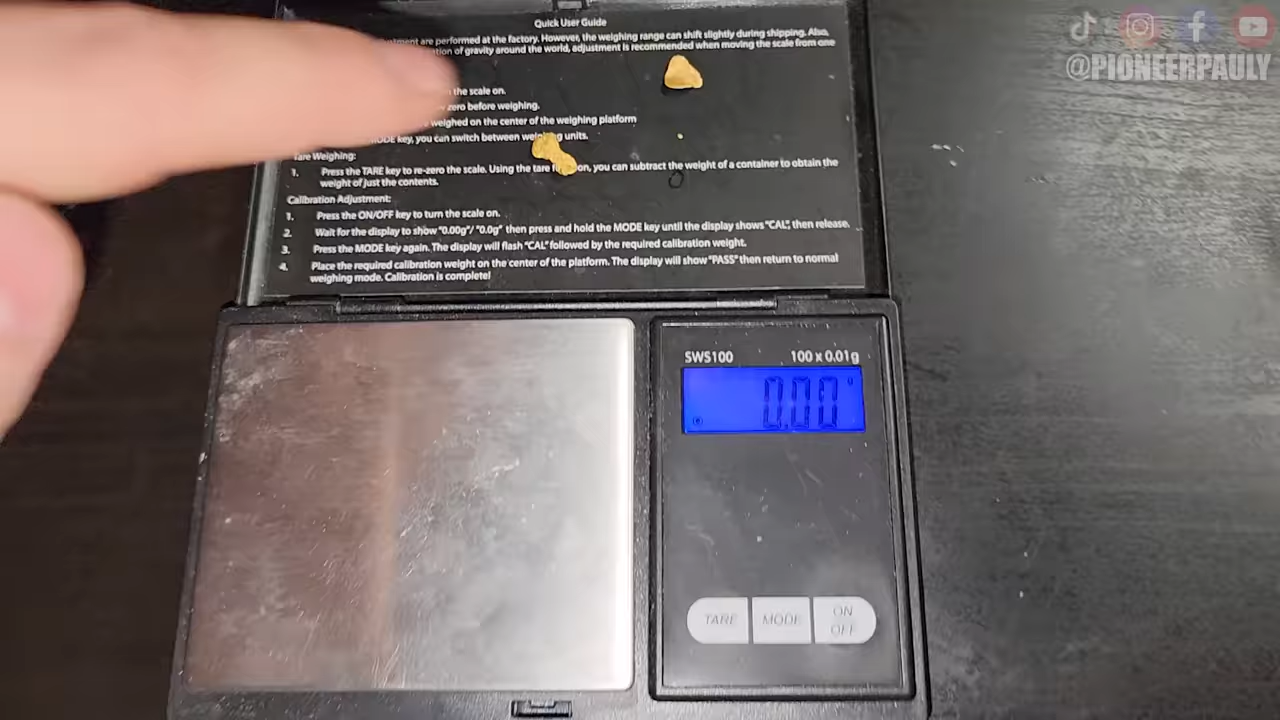 Quick User Guide
are performed at the factory. However, the weighing range can shift slightly during shipping. Also,
of gravity around the world, adjustment is recommended when moving the scale from one
the scale on.
zero before weighing.
weighed on the center of the weighing platform
MODE key, you can switch between weighing units.
Tare Weighing:
1. Press the TARE key to re-zero the scale. Using the tare function, you can subtract the weight of a container to obtain the
weight of just the contents.
Calibration Adjustment:
1. Press the ON/OFF key to turn the scale on.
2. Wait for the display to show "0.00g"/ "0.0g" then press and hold the MODE key until the display shows "CAL", then release.
3. Press the MODE key again. The display will flash "CAL" followed by the required calibration weight.
4. Place the required calibration weight on the center of the platform. The display will show "PASS" then return to normal
weighing mode. Calibration is complete!
@PIONEERPAULY
SWS100 100 x 0.01g
0.00
TARE MODE ON
OFF